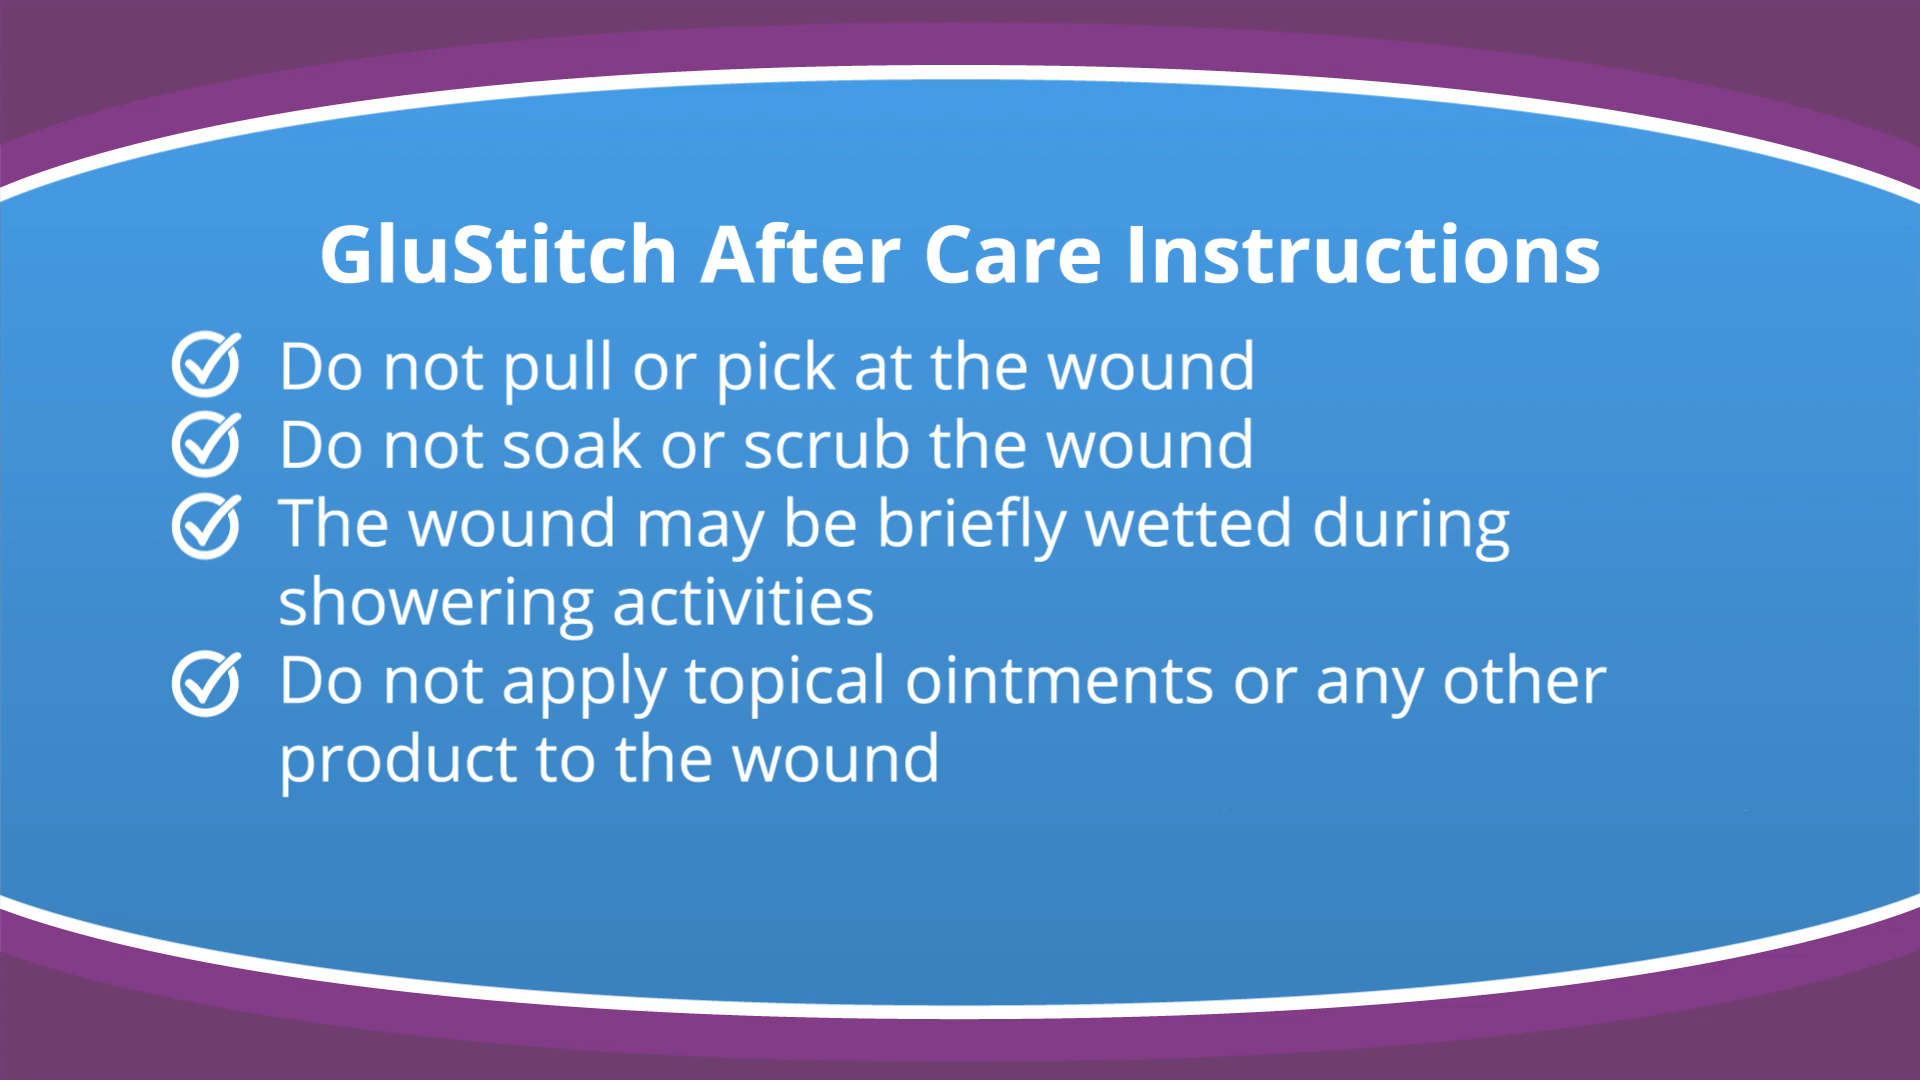 GluStitch After Care Instructions
Do not pull or pick at the wound
Do not soak or scrub the wound
The wound may be briefly wetted during
showering activities
Do not apply topical ointments or any other
product to the wound